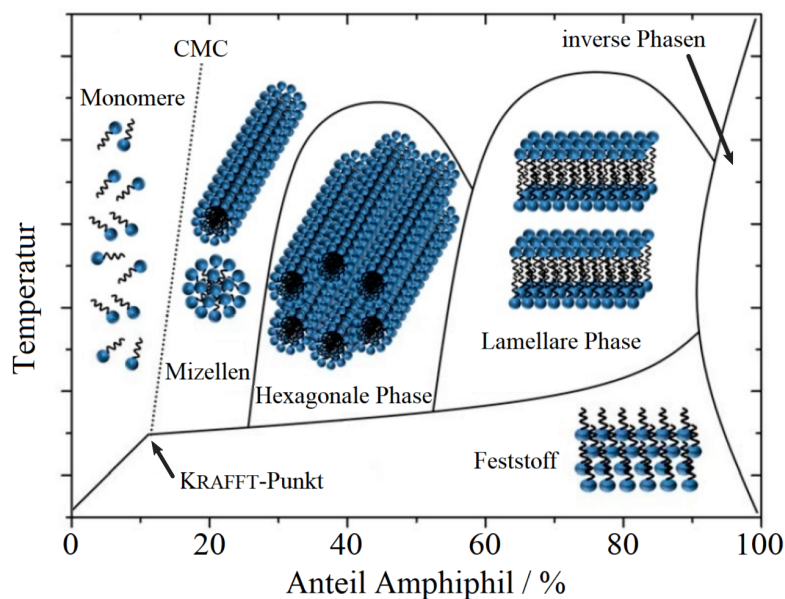 CMC
inverse Phasen
Monomere
Mizellen
Hexagonale Phase
Lamellare Phase
Feststoff
KRAFFT-Punkt
Temperatur
0
20
40
60
80
100
Anteil Amphiphil / %